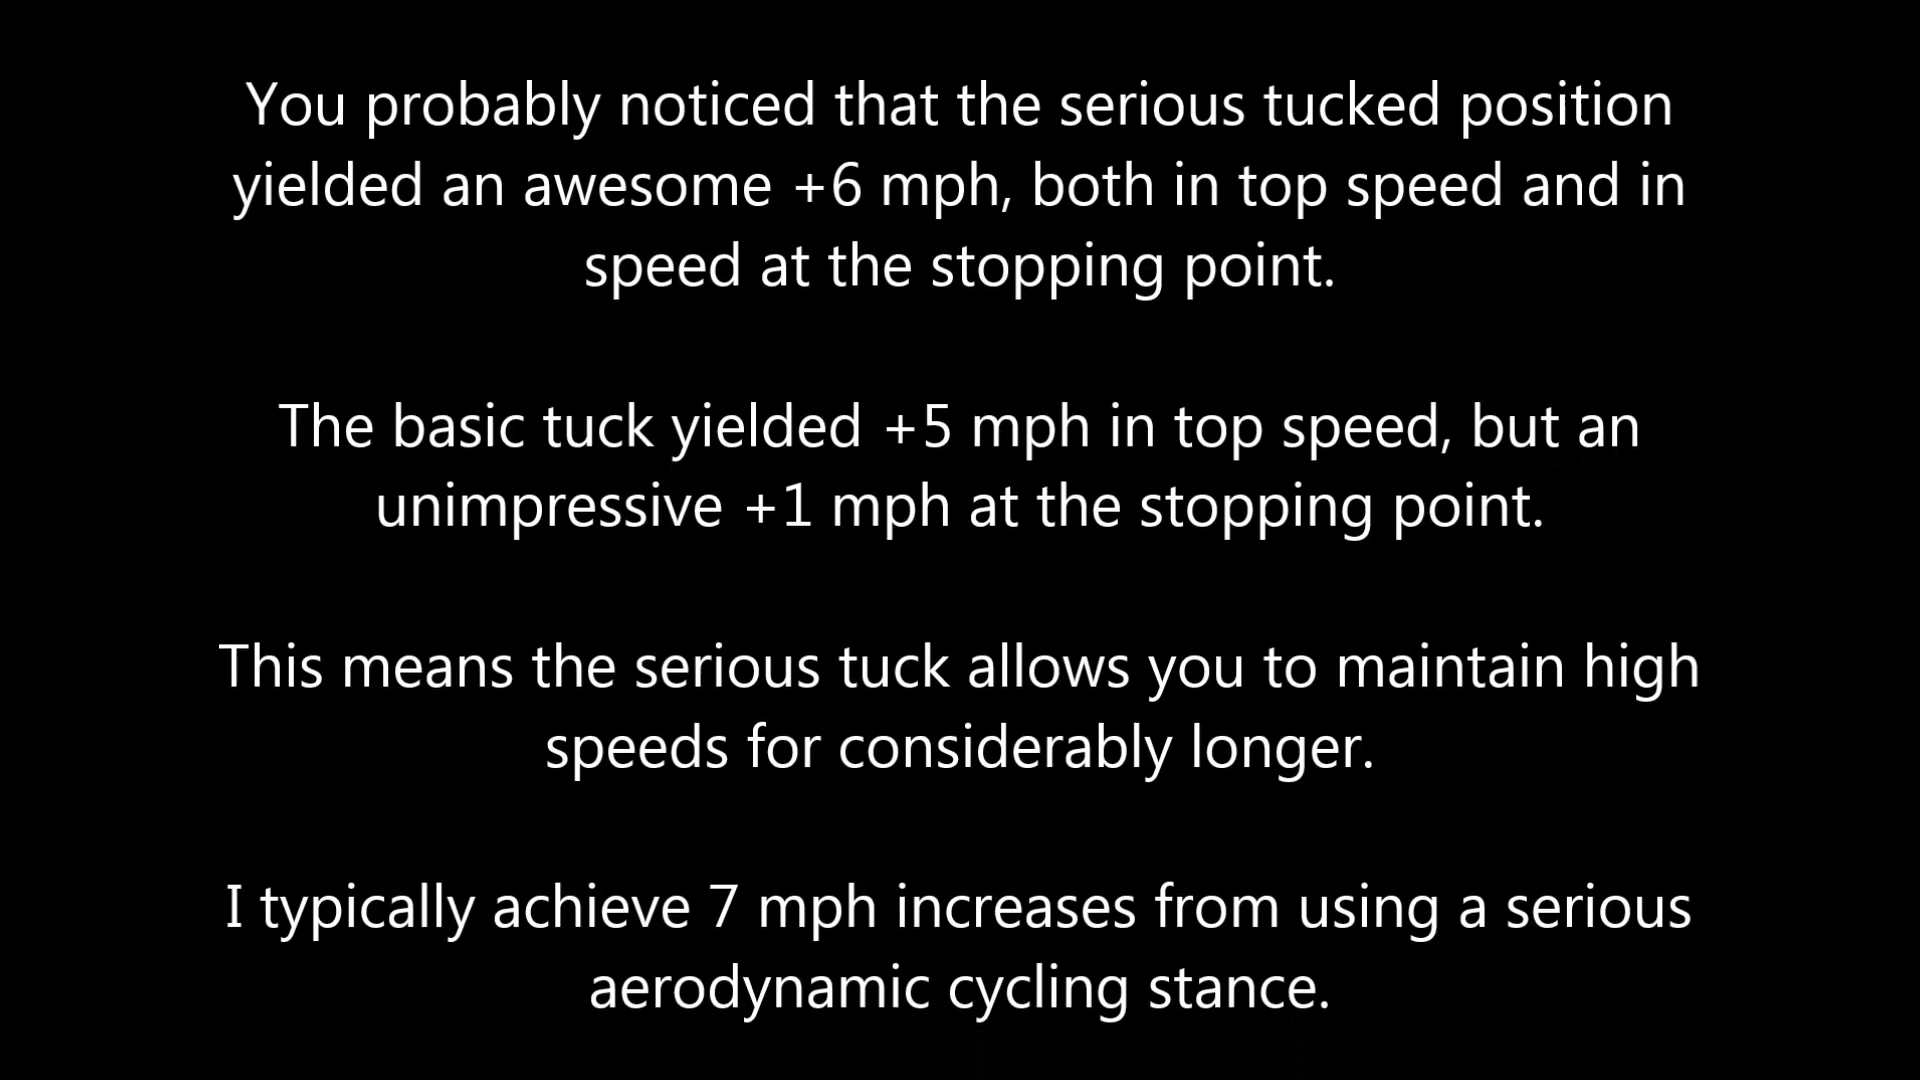 You probably noticed that the serious tucked position
yielded an awesome +6 mph, both in top speed and in
speed at the stopping point.
The basic tuck yielded +5 mph in top speed, but an
unimpressive +1 mph at the stopping point.
This means the serious tuck allows you to maintain high
speeds for considerably longer.
I typically achieve 7 mph increases from using a serious
aerodynamic cycling stance.